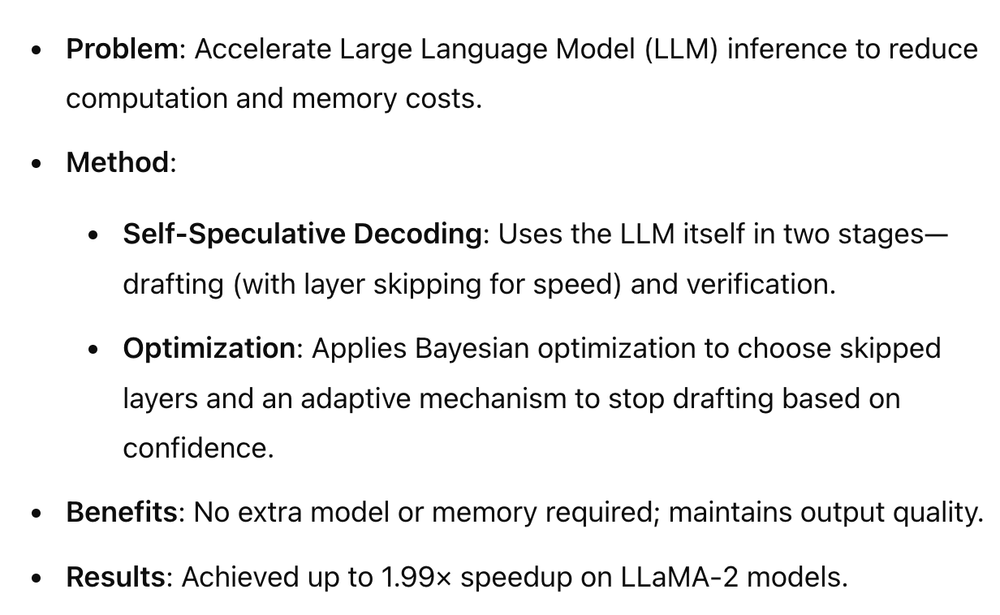 • Problem: Accelerate Large Language Model (LLM) inference to reduce
computation and memory costs.
• Method:
• Self-Speculative Decoding: Uses the LLM itself in two stages—
drafting (with layer skipping for speed) and verification.
• Optimization: Applies Bayesian optimization to choose skipped
layers and an adaptive mechanism to stop drafting based on
confidence.
• Benefits: No extra model or memory required; maintains output quality.
• Results: Achieved up to 1.99× speedup on LLaMA-2 models.